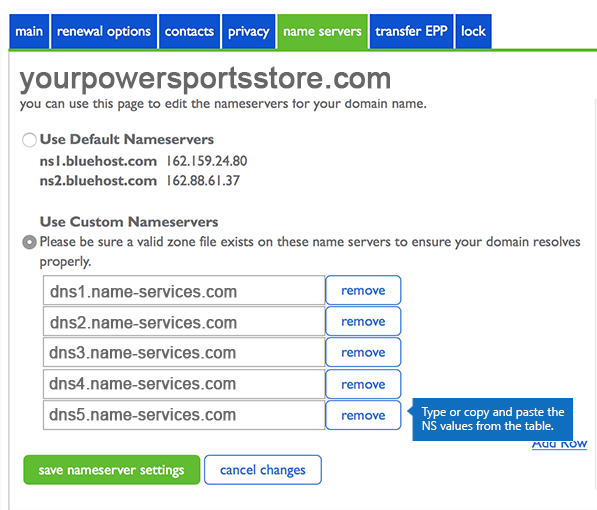 main renewal options contacts privacy name servers transfer EPP lock
yourpowersportsstore.com
you can use this page to edit the nameservers for your domain name.
Use Default Nameservers
ns1.bluehost.com 162.159.24.80
ns2.bluehost.com 162.88.61.37
Use Custom Nameservers
Please be sure a valid zone file exists on these name servers to ensure your domain resolves
properly.
dns1.name-services.com remove
dns2.name-services.com remove
dns3.name-services.com remove
dns4.name-services.com remove
dns5.name-services.com remove
Type or copy and paste the
NS values from the table.
Add Row
save nameserver settings cancel changes